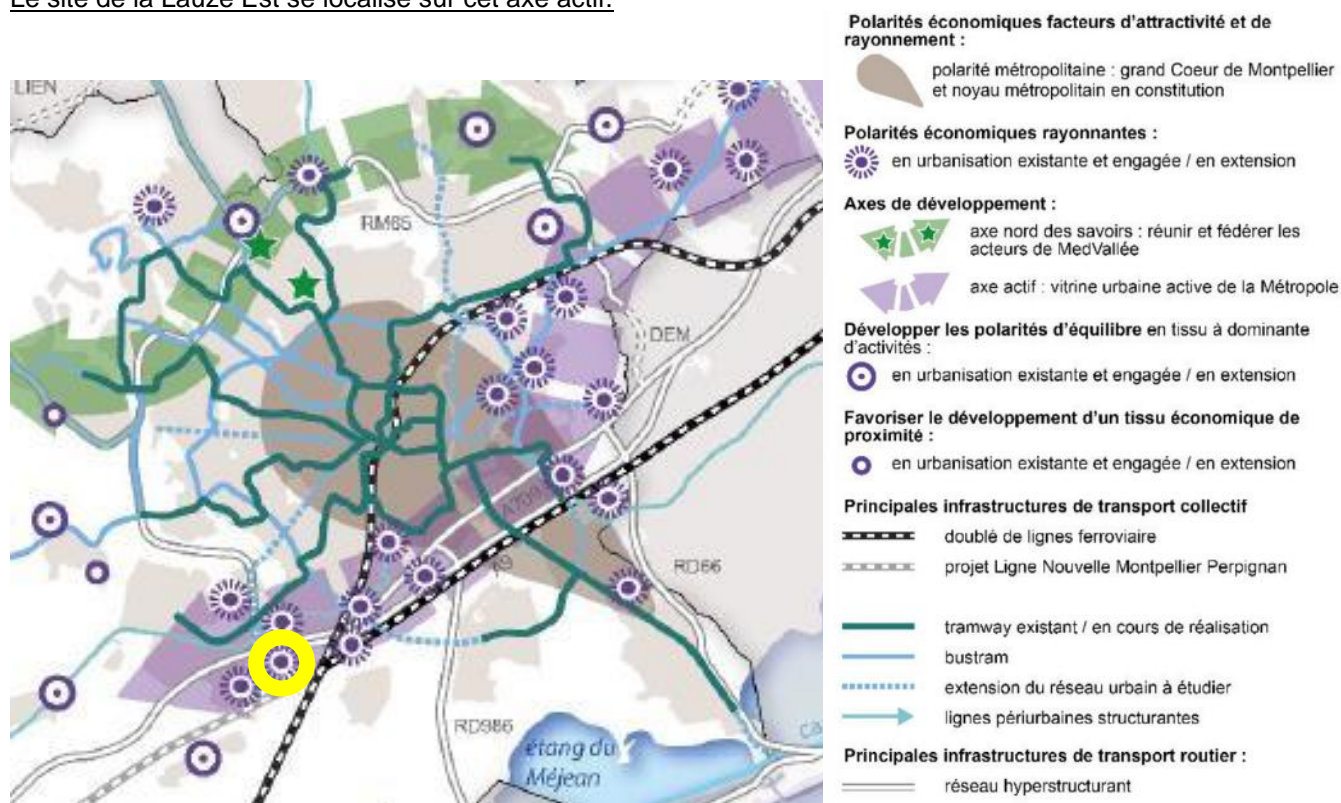 Le site de la Lauze Est se localise sur cet axe actif.
LIEN
RM65
DEM
A709
A9
RD66
RD986
étang du
Méjean
Polarités économiques facteurs d'attractivité et de
rayonnement :
polarité métropolitaine : grand Coeur de Montpellier
et noyau métropolitain en constitution
Polarités économiques rayonnantes :
en urbanisation existante et engagée / en extension
Axes de développement :
axe nord des savoirs : réunir et fédérer les
acteurs de MedVallée
axe actif : vitrine urbaine active de la Métropole
Développer les polarités d'équilibre en tissu à dominante
d'activités :
en urbanisation existante et engagée / en extension
Favoriser le développement d'un tissu économique de
proximité :
en urbanisation existante et engagée / en extension
Principales infrastructures de transport collectif
doublé de lignes ferroviaire
projet Ligne Nouvelle Montpellier Perpignan
tramway existant / en cours de réalisation
bustram
extension du réseau urbain à étudier
lignes périurbaines structurantes
Principales infrastructures de transport routier :
réseau hyperstructurant